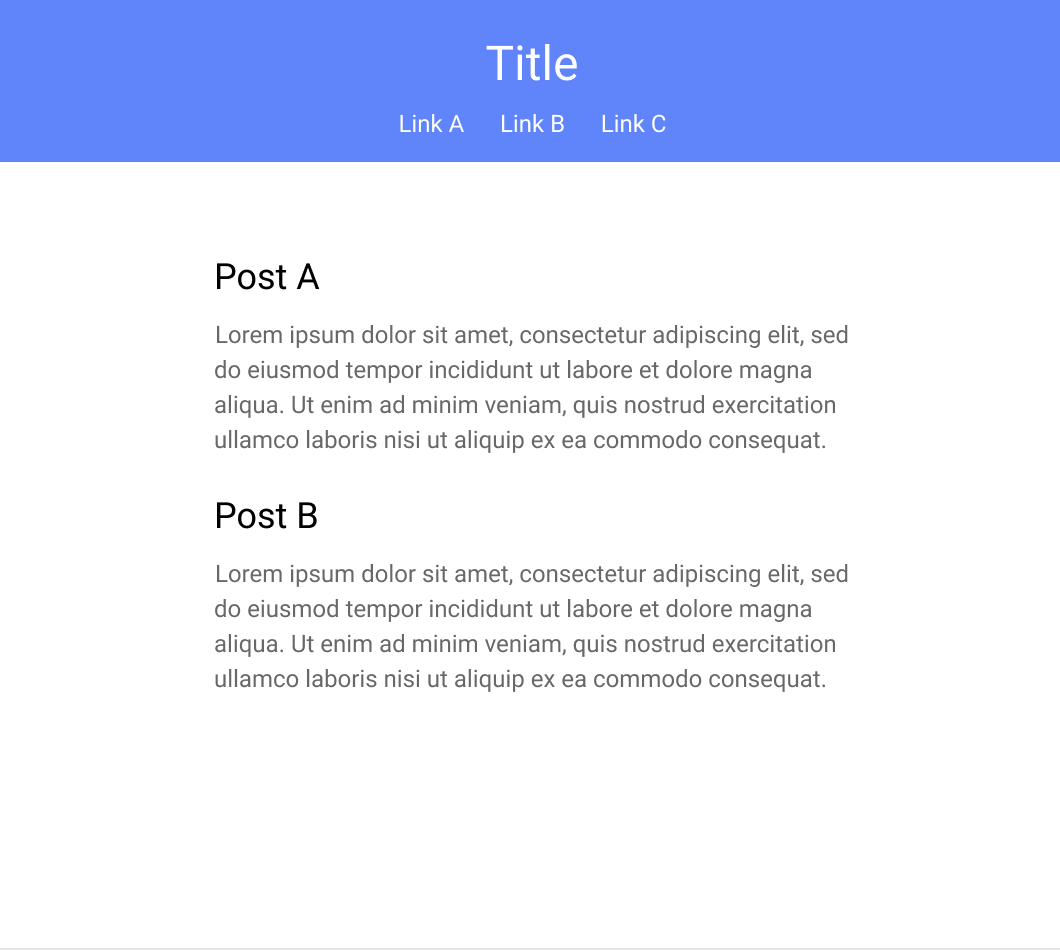 Title
Link A Link B Link C
Post A
Lorem ipsum dolor sit amet, consectetur adipiscing elit, sed
do eiusmod tempor incididunt ut labore et dolore magna
aliqua. Ut enim ad minim veniam, quis nostrud exercitation
ullamco laboris nisi ut aliquip ex ea commodo consequat.
Post B
Lorem ipsum dolor sit amet, consectetur adipiscing elit, sed
do eiusmod tempor incididunt ut labore et dolore magna
aliqua. Ut enim ad minim veniam, quis nostrud exercitation
ullamco laboris nisi ut aliquip ex ea commodo consequat.